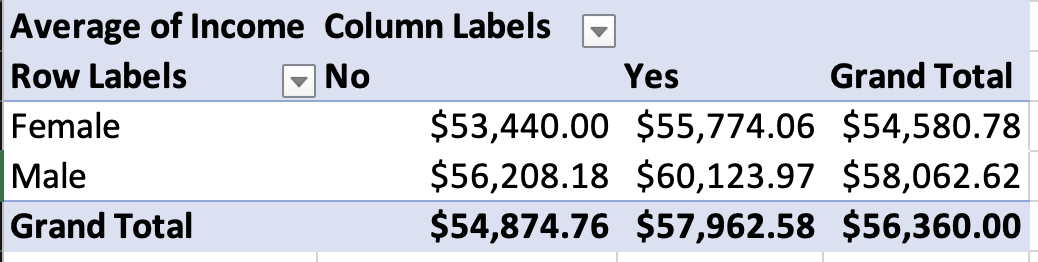 Average of Income Column Labels
Row Labels No Yes Grand Total
Female $53,440.00 $55,774.06 $54,580.78
Male $56,208.18 $60,123.97 $58,062.62
Grand Total $54,874.76 $57,962.58 $56,360.00